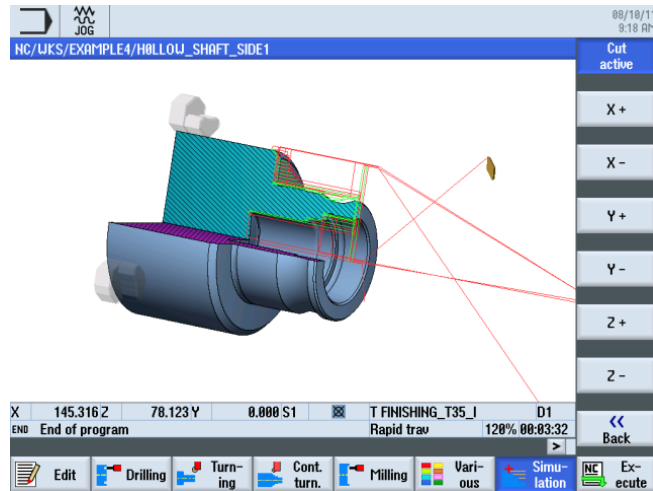 JOG
08/10/11
9:18 AM
NC/WKS/EXAMPLE4/HOLLOW_SHAFT_SIDE1
Cut
active
X +
X -
Y +
Y -
Z +
Z -
X 145.316 Z 78.123 Y 0.000 S1 T FINISHING_T35_I D1
END End of program Rapid trav 120% 00:03:32
>
<<
Back
Edit Drilling Turn-
ing Cont.
turn. Milling Vari-
ous Simu-
lation NC Ex-
ecute